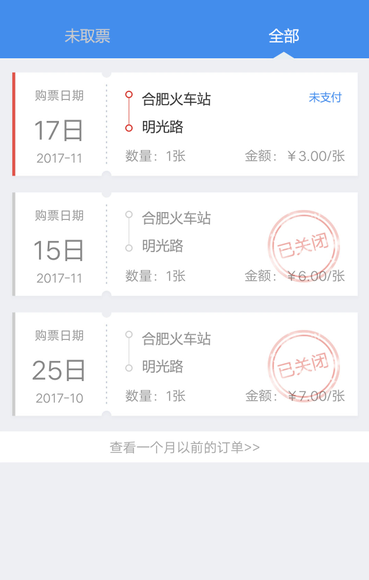 未取票 全部
购票日期
17日
2017-11
合肥火车站 未支付
明光路
数量：1张 金额：￥3.00/张
购票日期
15日
2017-11
合肥火车站
明光路
已关闭
数量：1张 金额：￥6.00/张
购票日期
25日
2017-10
合肥火车站
明光路
已关闭
数量：1张 金额：￥7.00/张
查看一个月以前的订单>>